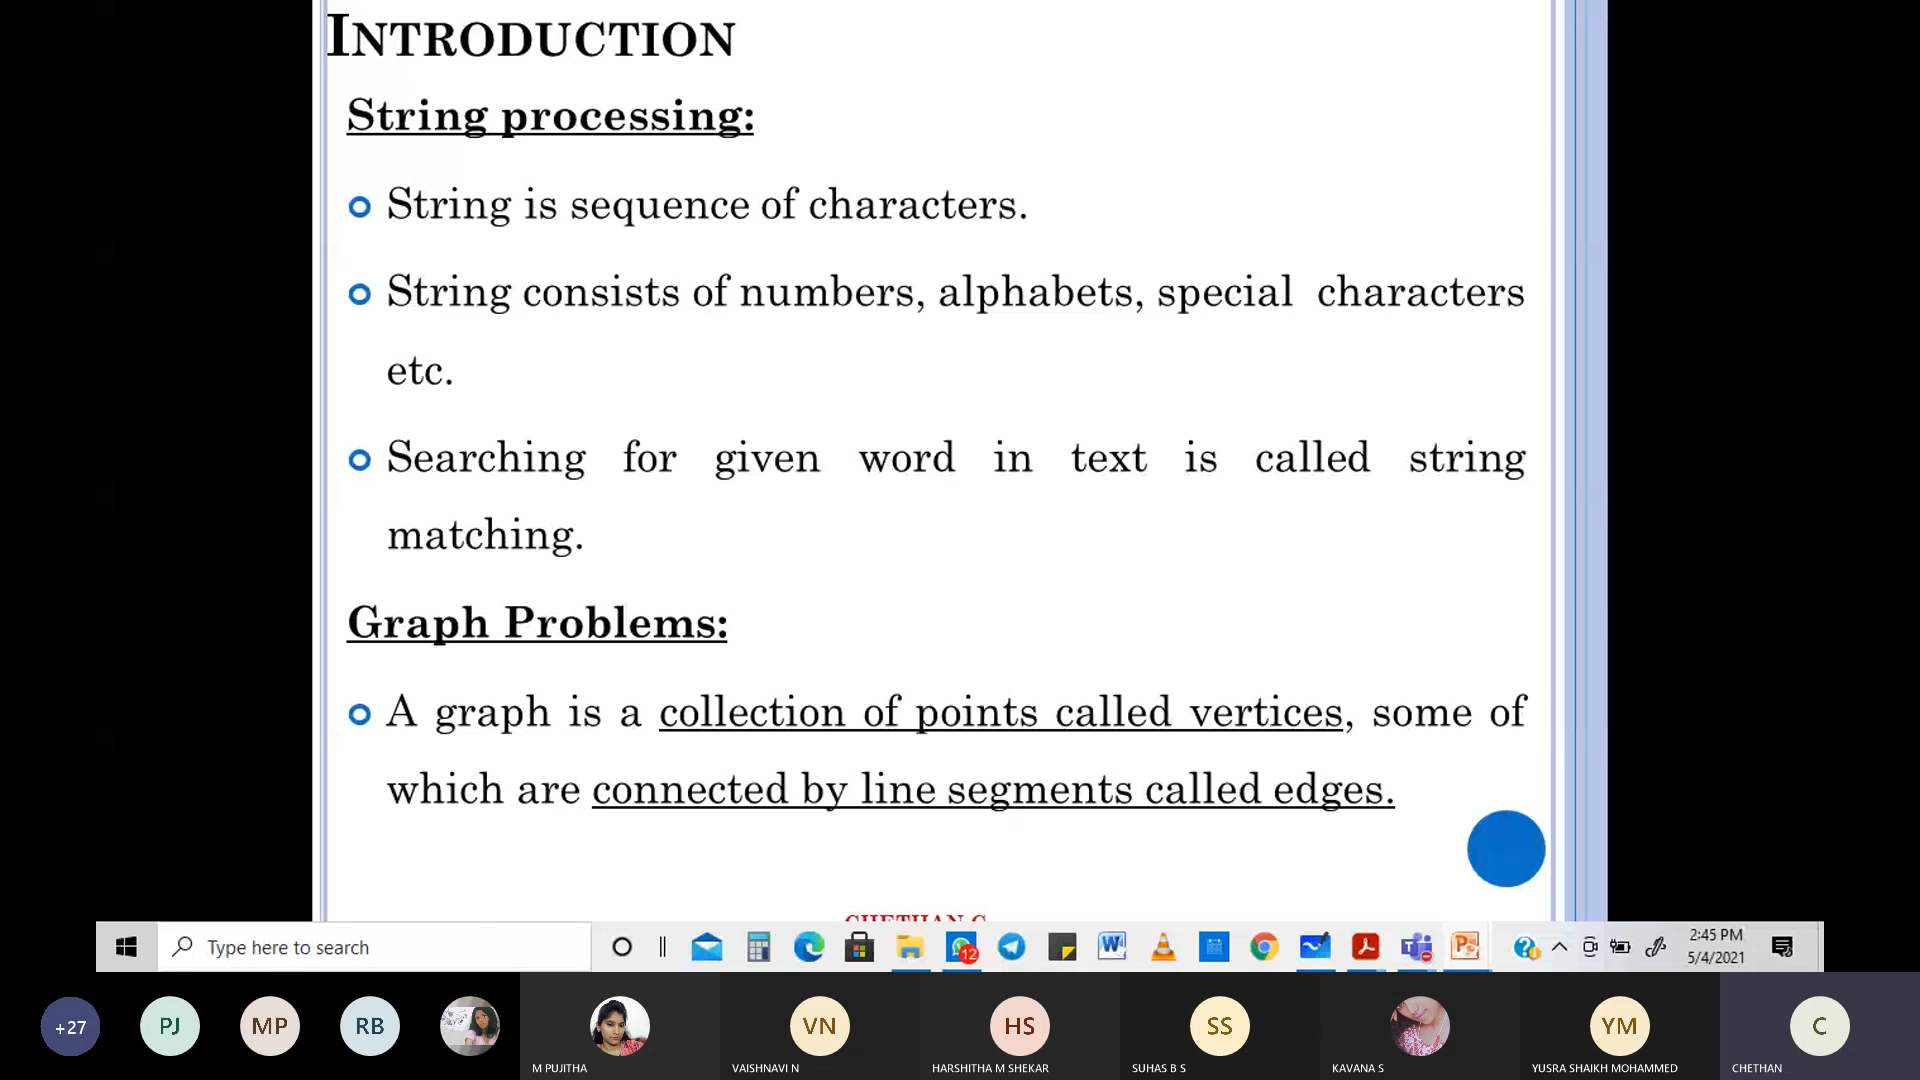 INTRODUCTION
String processing:
String is sequence of characters.
String consists of numbers, alphabets, special characters
etc.
Searching for given word in text is called string
matching.
Graph Problems:
A graph is a collection of points called vertices, some of
which are connected by line segments called edges.
CHETHAN C
Type here to search
12
2:45 PM
5/4/2021
+27
PJ
MP
RB
VN
HS
SS
YM
C
M PUJITHA
VAISHNAVI N
HARSHITHA M SHEKAR
SUHAS B S
KAVANA S
YUSRA SHAIKH MOHAMMED
CHETHAN